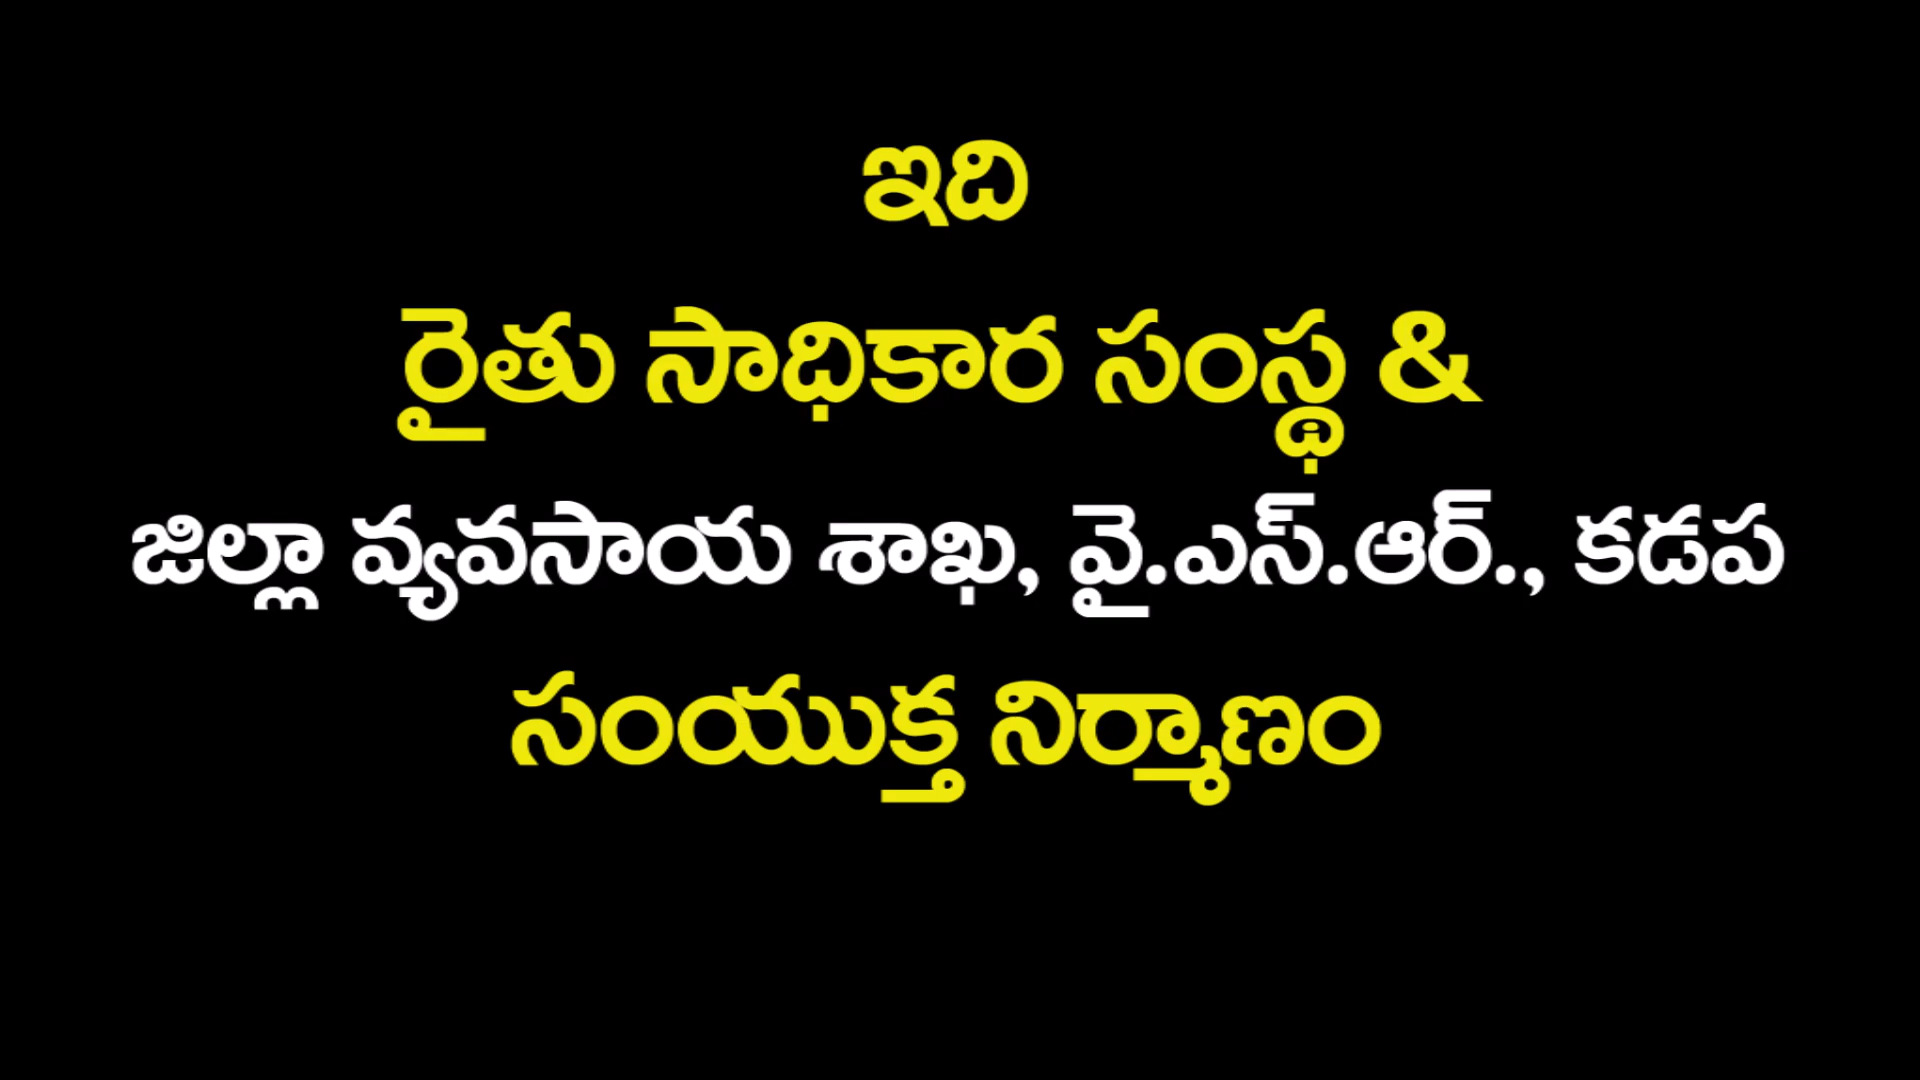 ఇది
రైతు సాధికార సంస్థ &
జిల్లా వ్యవసాయ శాఖ, వై.ఎస్.ఆర్., కడప
సంయుక్త నిర్మాణం